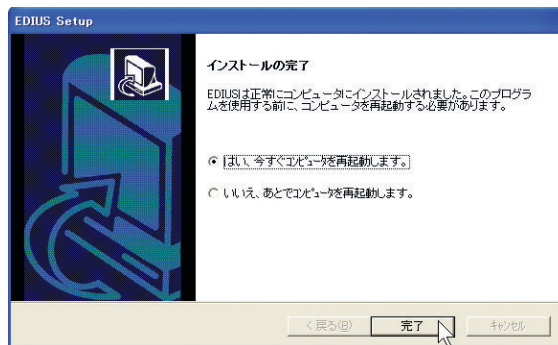 EDIUS Setup
インストールの完了
EDIUSは正常にコンピュータにインストールされました。このプログラ
ムを使用する前に、コンピュータを再起動する必要があります。
はい、今すぐコンピュータを再起動します。
いいえ、あとでコンピュータを再起動します。
< 戻る(B)
完了
キャンセル